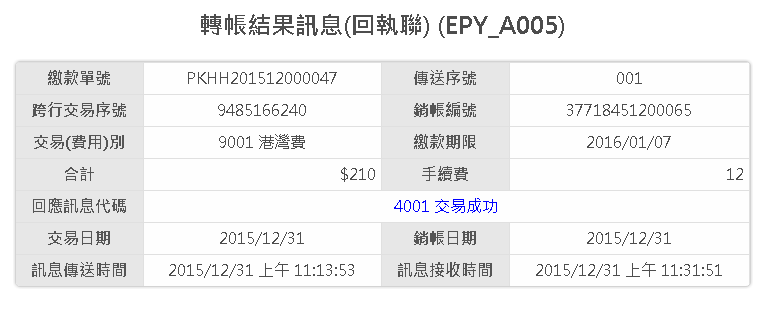 轉帳結果訊息(回執聯) (EPY_A005)
繳款單號 PKHH201512000047 傳送序號 001
跨行交易序號 9485166240 銷帳編號 37718451200065
交易(費用)別 9001 港灣費 繳款期限 2016/01/07
合計 $210 手續費 12
回應訊息代碼 4001 交易成功
交易日期 2015/12/31 銷帳日期 2015/12/31
訊息傳送時間 2015/12/31 上午 11:13:53 訊息接收時間 2015/12/31 上午 11:31:51